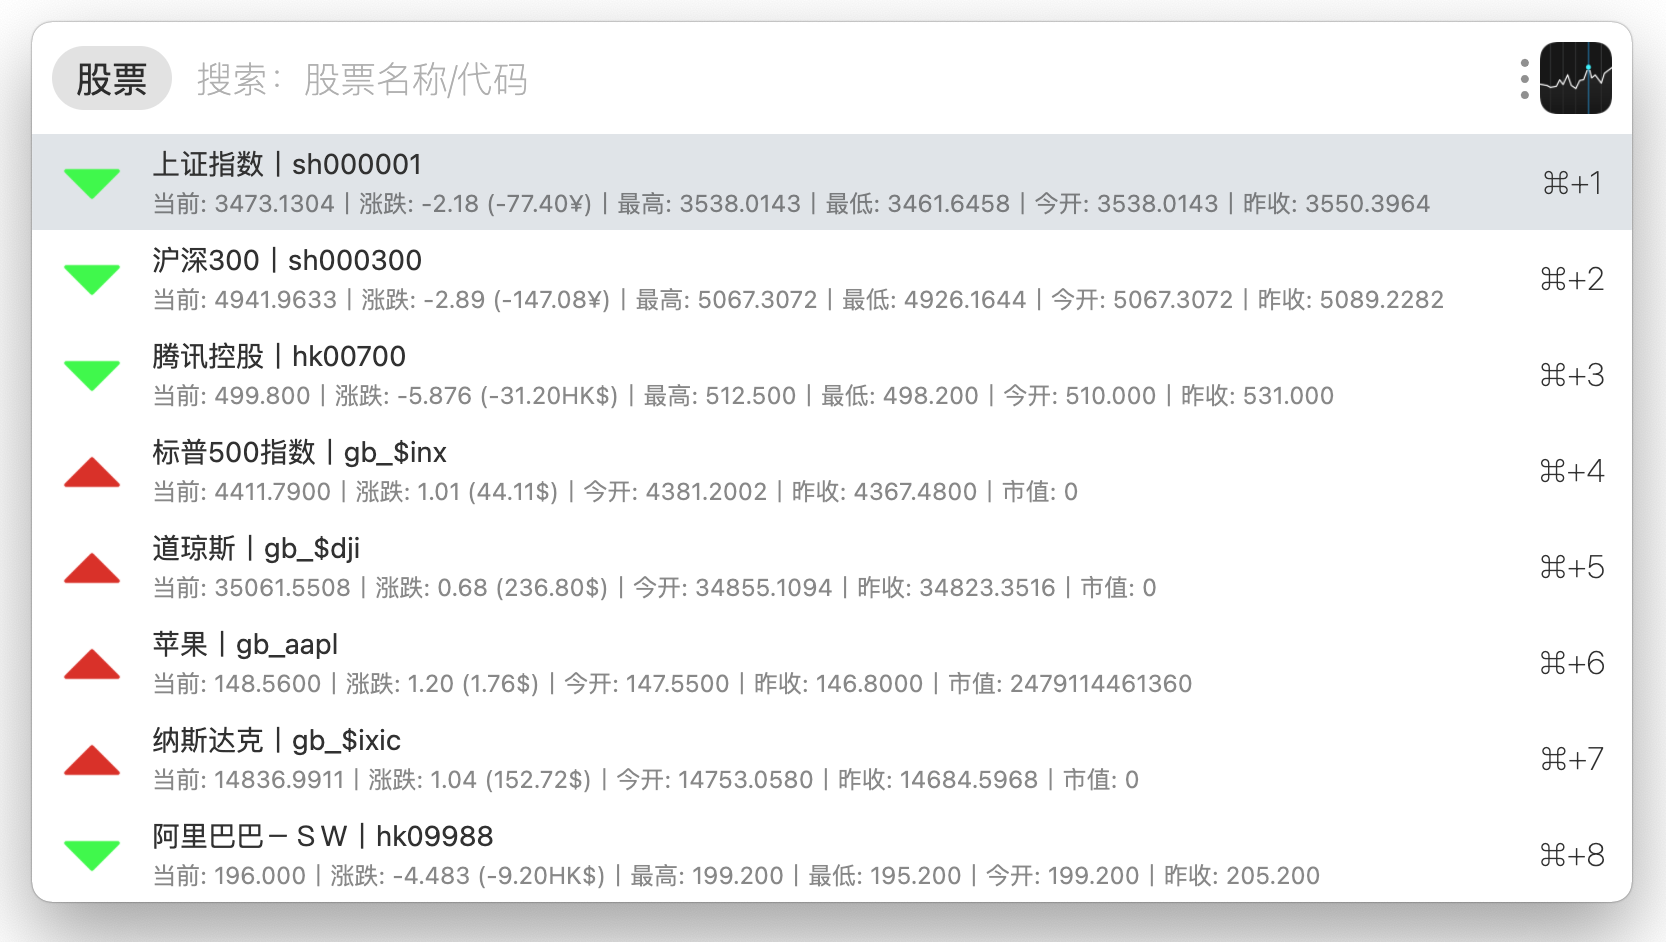 股票 搜索：股票名称/代码
上证指数 | sh000001
当前: 3473.1304 | 涨跌: -2.18 (-77.40¥) | 最高: 3538.0143 | 最低: 3461.6458 | 今开: 3538.0143 | 昨收: 3550.3964
⌘+1
沪深300 | sh000300
当前: 4941.9633 | 涨跌: -2.89 (-147.08¥) | 最高: 5067.3072 | 最低: 4926.1644 | 今开: 5067.3072 | 昨收: 5089.2282
⌘+2
腾讯控股 | hk00700
当前: 499.800 | 涨跌: -5.876 (-31.20HK$) | 最高: 512.500 | 最低: 498.200 | 今开: 510.000 | 昨收: 531.000
⌘+3
标普500指数 | gb_$inx
当前: 4411.7900 | 涨跌: 1.01 (44.11$) | 今开: 4381.2002 | 昨收: 4367.4800 | 市值: 0
⌘+4
道琼斯 | gb_$dji
当前: 35061.5508 | 涨跌: 0.68 (236.80$) | 今开: 34855.1094 | 昨收: 34823.3516 | 市值: 0
⌘+5
苹果 | gb_aapl
当前: 148.5600 | 涨跌: 1.20 (1.76$) | 今开: 147.5500 | 昨收: 146.8000 | 市值: 2479114461360
⌘+6
纳斯达克 | gb_$ixic
当前: 14836.9911 | 涨跌: 1.04 (152.72$) | 今开: 14753.0580 | 昨收: 14684.5968 | 市值: 0
⌘+7
阿里巴巴－ＳＷ | hk09988
当前: 196.000 | 涨跌: -4.483 (-9.20HK$) | 最高: 199.200 | 最低: 195.200 | 今开: 199.200 | 昨收: 205.200
⌘+8